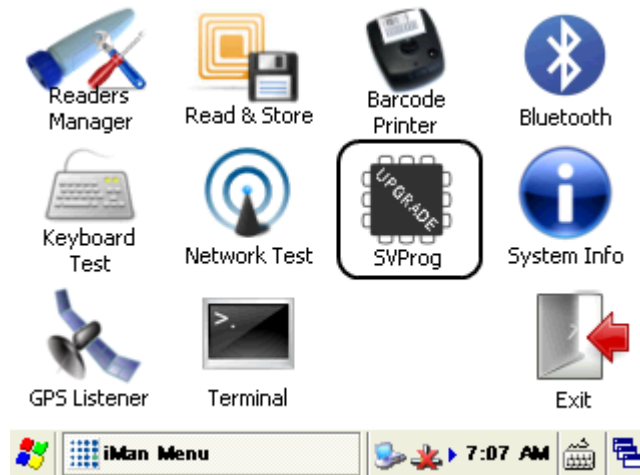 Readers
Manager
Read & Store
Barcode
Printer
Bluetooth
Keyboard
Test
Network Test
UPGRADE
SVProg
System Info
GPS Listener
>.
Terminal
Exit
iMan Menu
7:07 AM